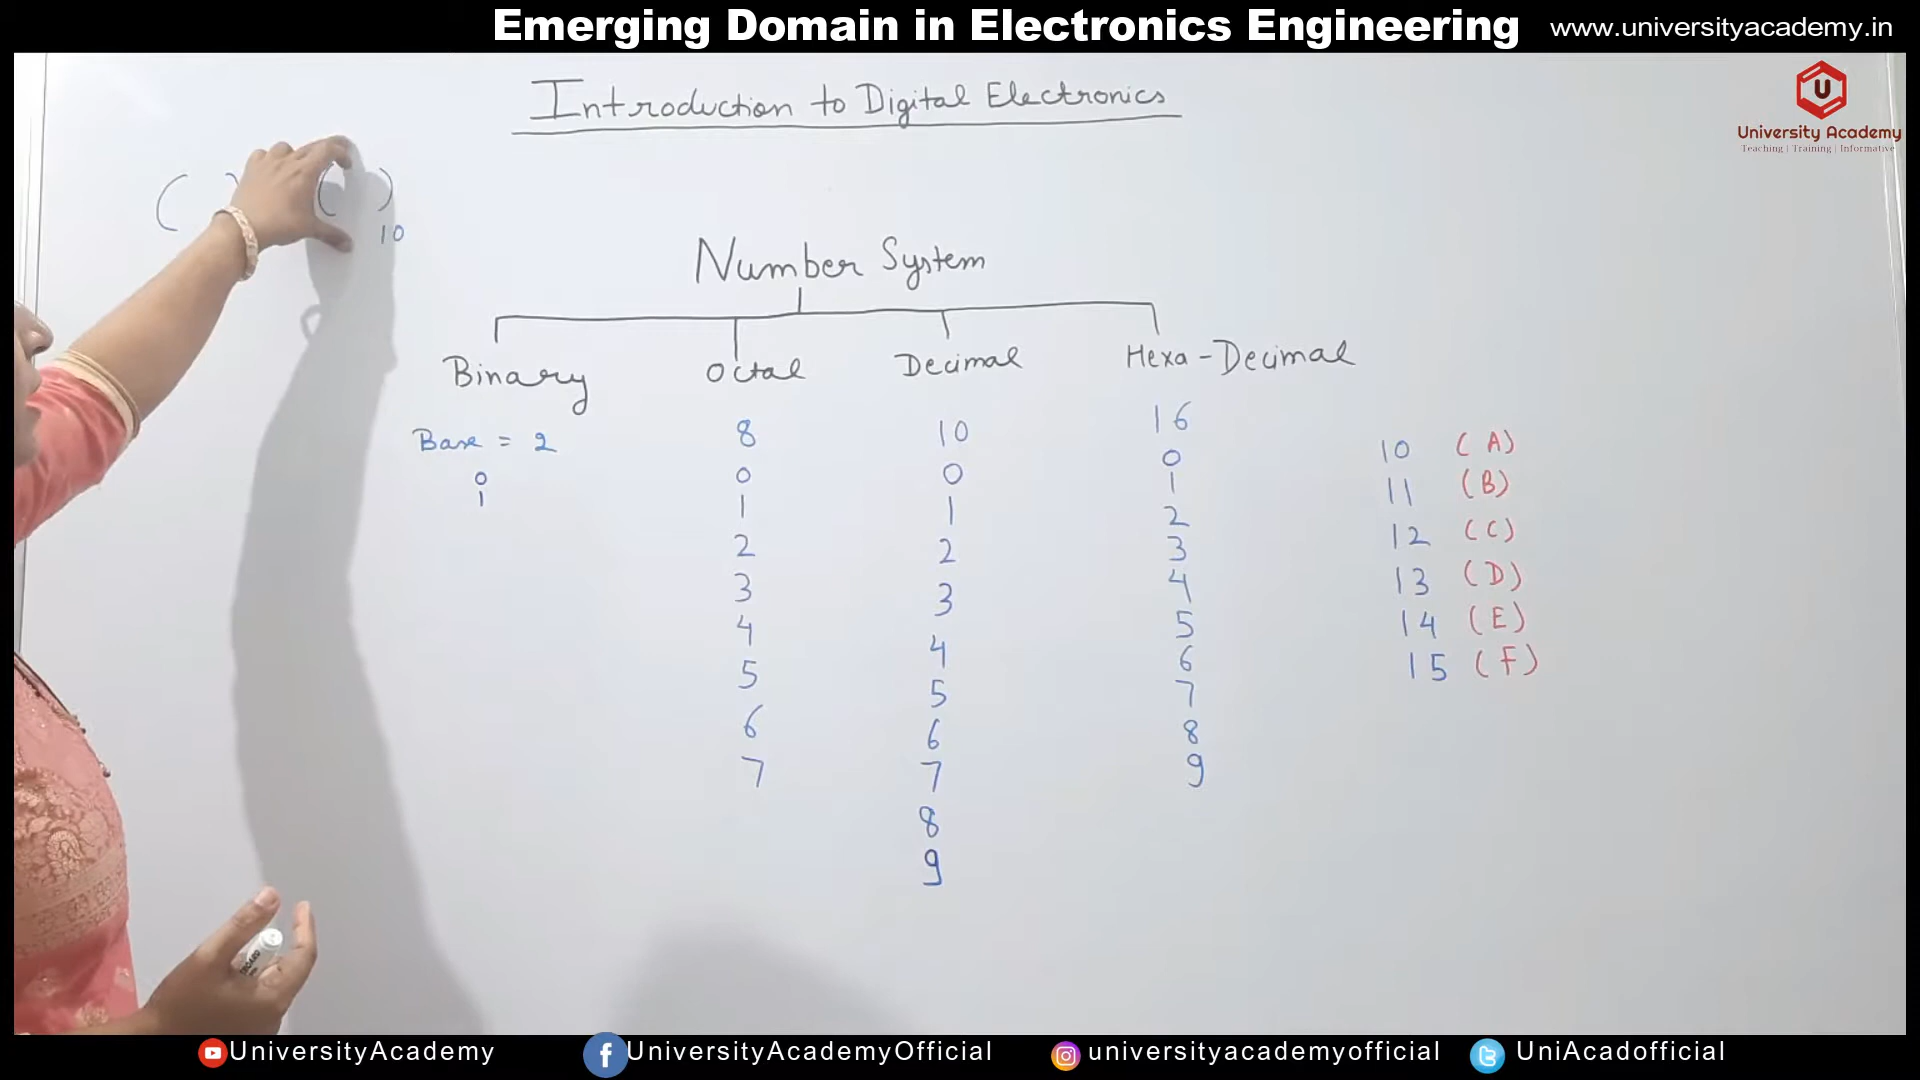 Emerging Domain in Electronics Engineering
www.universityacademy.in
Introduction to Digital Electronics
U
University Academy
Teaching | Training | Informative
( ) ( )
10
Number System
Binary Octal Decimal Hexa-Decimal
Base = 2 8 10 16
0 0 0 0
1 1 1 1
2 2 2
3 3 3
4 4 4
5 5 5
6 6 6
7 7 7
8 8
9 9
10 (A)
11 (B)
12 (C)
13 (D)
14 (E)
15 (F)
UniversityAcademy
UniversityAcademyOfficial
universityacademyofficial
UniAcadofficial